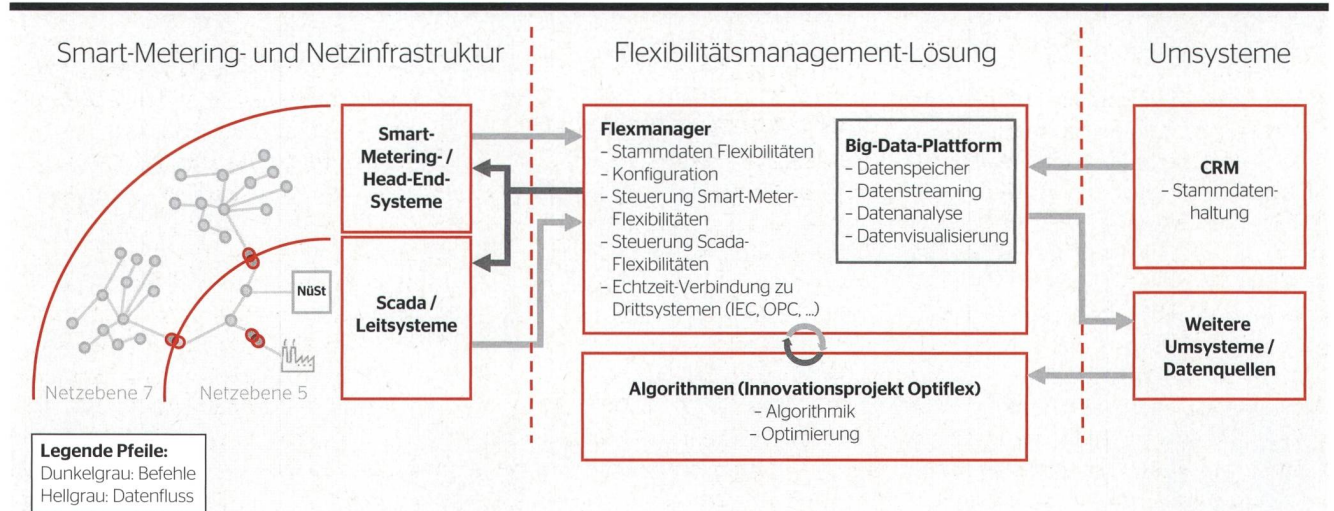 Smart-Metering- und Netzinfrastruktur
Flexibilitätsmanagement-Lösung
Umsysteme
Smart-
Metering- /
Head-End-
Systeme
Scada /
Leitsysteme
NüSt
Netzebene 7
Netzebene 5
Legende Pfeile:
Dunkelgrau: Befehle
Hellgrau: Datenfluss
Flexmanager
- Stammdaten Flexibilitäten
- Konfiguration
- Steuerung Smart-Meter-
Flexibilitäten
- Steuerung Scada-
Flexibilitäten
- Echtzeit-Verbindung zu
Drittsystemen (IEC, OPC, ...)
Big-Data-Plattform
- Datenspeicher
- Datenstreaming
- Datenanalyse
- Datenvisualisierung
Algorithmen (Innovationsprojekt Optiflex)
- Algorithmik
- Optimierung
CRM
- Stammdaten-
haltung
Weitere
Umsysteme /
Datenquellen